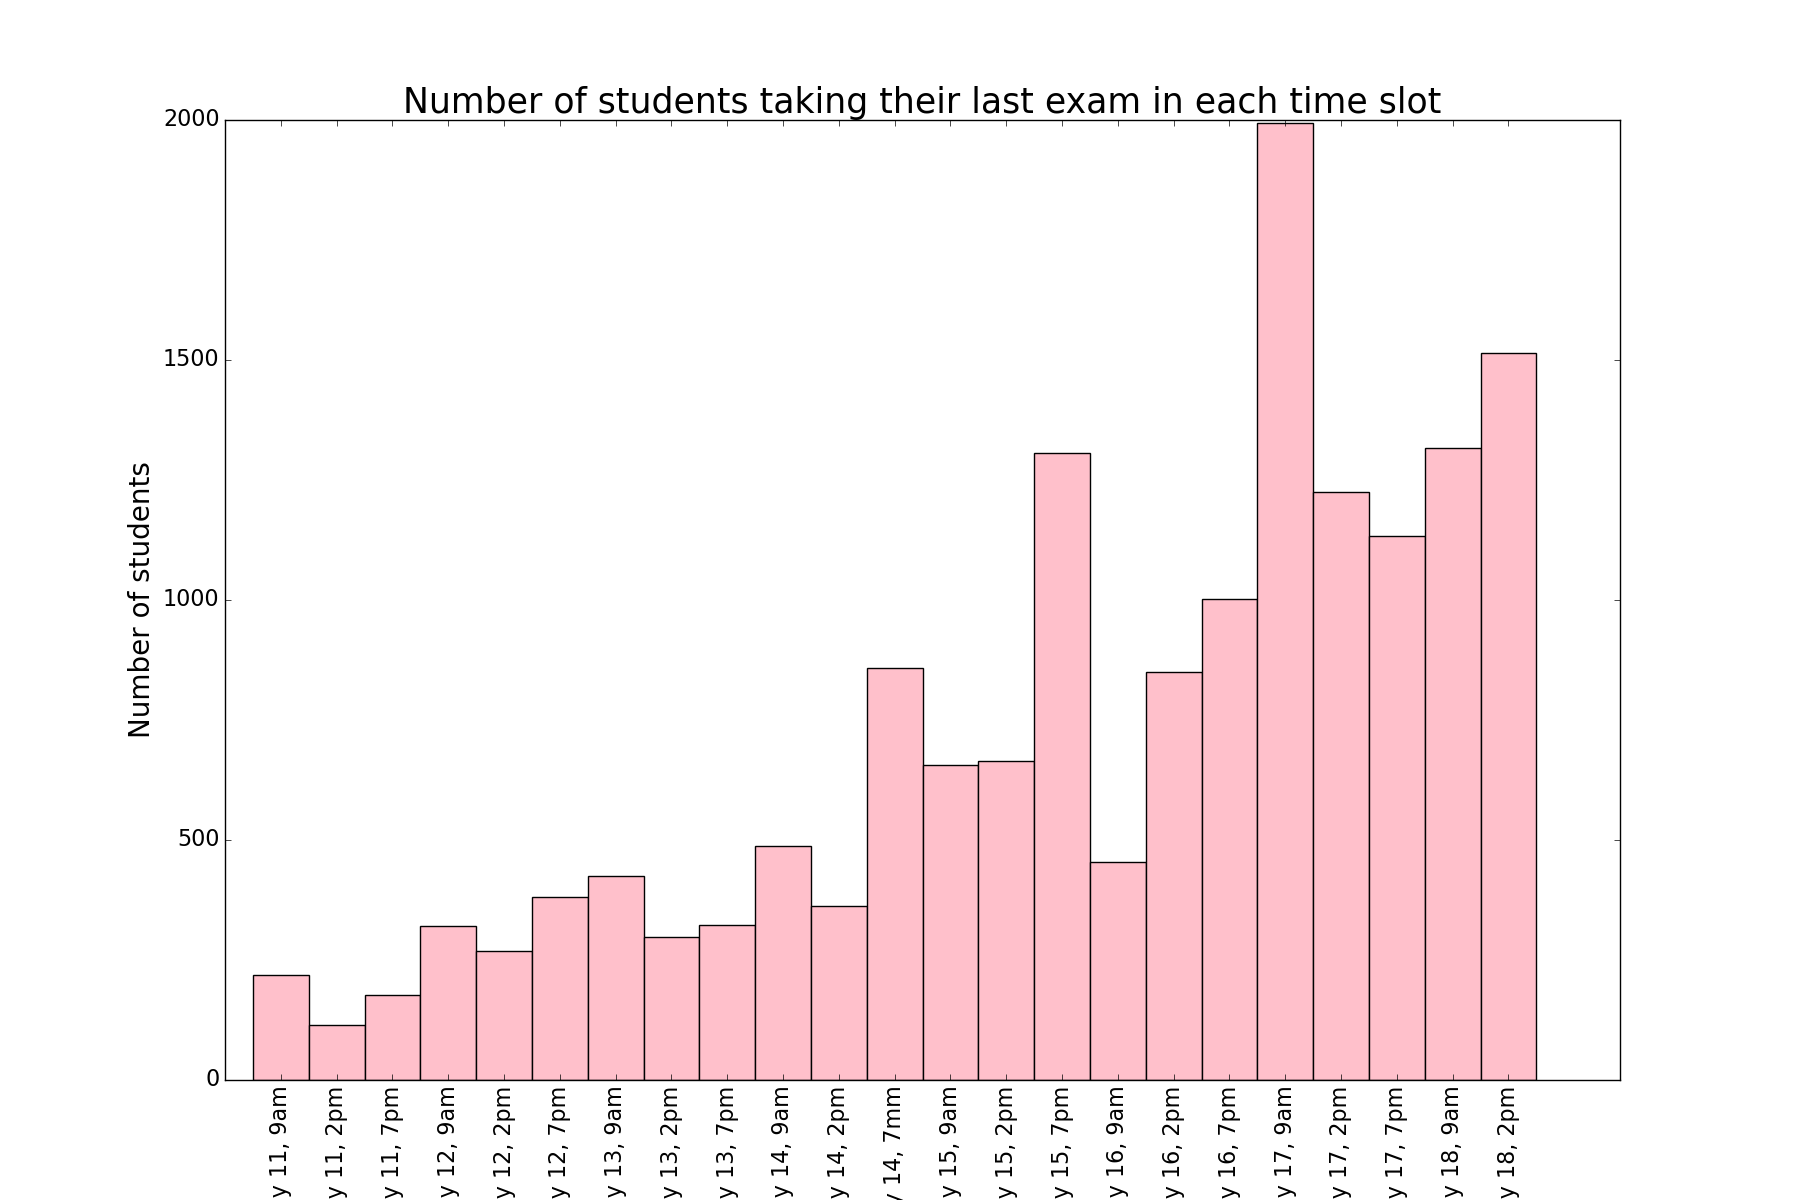 Number of students taking their last exam in each time slot
2000
1500
1000
500
0
Number of students
y 11, 9am
y 11, 2pm
y 11, 7pm
y 12, 9am
y 12, 2pm
y 12, 7pm
y 13, 9am
y 13, 2pm
y 13, 7pm
y 14, 9am
y 14, 2pm
y 14, 7mm
y 15, 9am
y 15, 2pm
y 15, 7pm
y 16, 9am
y 16, 2pm
y 16, 7pm
y 17, 9am
y 17, 2pm
y 17, 7pm
y 18, 9am
y 18, 2pm